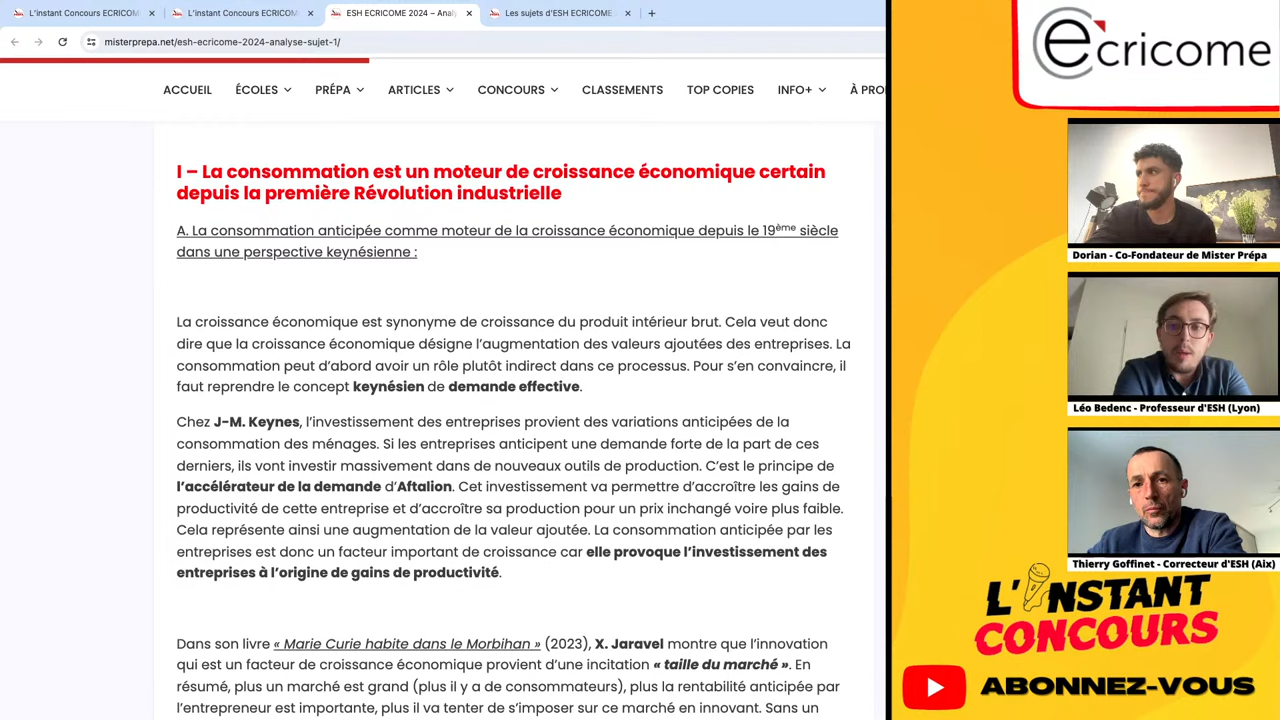 L'instant Concours ECRICOM
L'instant Concours ECRICOME
ESH ECRICOME 2024 – Analy
Les sujets d'ESH ECRICOME
misterprepa.net/esh-ecricome-2024-analyse-sujet-1/
ACCUEIL ÉCOLES PRÉPA ARTICLES CONCOURS CLASSEMENTS TOP COPIES INFO+ À PRO
I – La consommation est un moteur de croissance économique certain
depuis la première Révolution industrielle
A. La consommation anticipée comme moteur de la croissance économique depuis le 19ème siècle
dans une perspective keynésienne :
La croissance économique est synonyme de croissance du produit intérieur brut. Cela veut donc
dire que la croissance économique désigne l'augmentation des valeurs ajoutées des entreprises. La
consommation peut d'abord avoir un rôle plutôt indirect dans ce processus. Pour s'en convaincre, il
faut reprendre le concept keynésien de demande effective.
Chez J-M. Keynes, l'investissement des entreprises provient des variations anticipées de la
consommation des ménages. Si les entreprises anticipent une demande forte de la part de ces
derniers, ils vont investir massivement dans de nouveaux outils de production. C'est le principe de
l'accélérateur de la demande d'Aftalion. Cet investissement va permettre d'accroître les gains de
productivité de cette entreprise et d'accroître sa production pour un prix inchangé voire plus faible.
Cela représente ainsi une augmentation de la valeur ajoutée. La consommation anticipée par les
entreprises est donc un facteur important de croissance car elle provoque l'investissement des
entreprises à l'origine de gains de productivité.
Dans son livre « Marie Curie habite dans le Morbihan » (2023), X. Jaravel montre que l'innovation
qui est un facteur de croissance économique provient d'une incitation « taille du marché ». En
résumé, plus un marché est grand (plus il y a de consommateurs), plus la rentabilité anticipée par
l'entrepreneur est importante, plus il va tenter de s'imposer sur ce marché en innovant. Sans un
écricome
Dorian - Co-Fondateur de Mister Prépa
Léo Bedenc - Professeur d'ESH (Lyon)
Thierry Goffinet - Correcteur d'ESH (Aix)
L'INSTANT
CONCOURS
ABONNEZ-VOUS